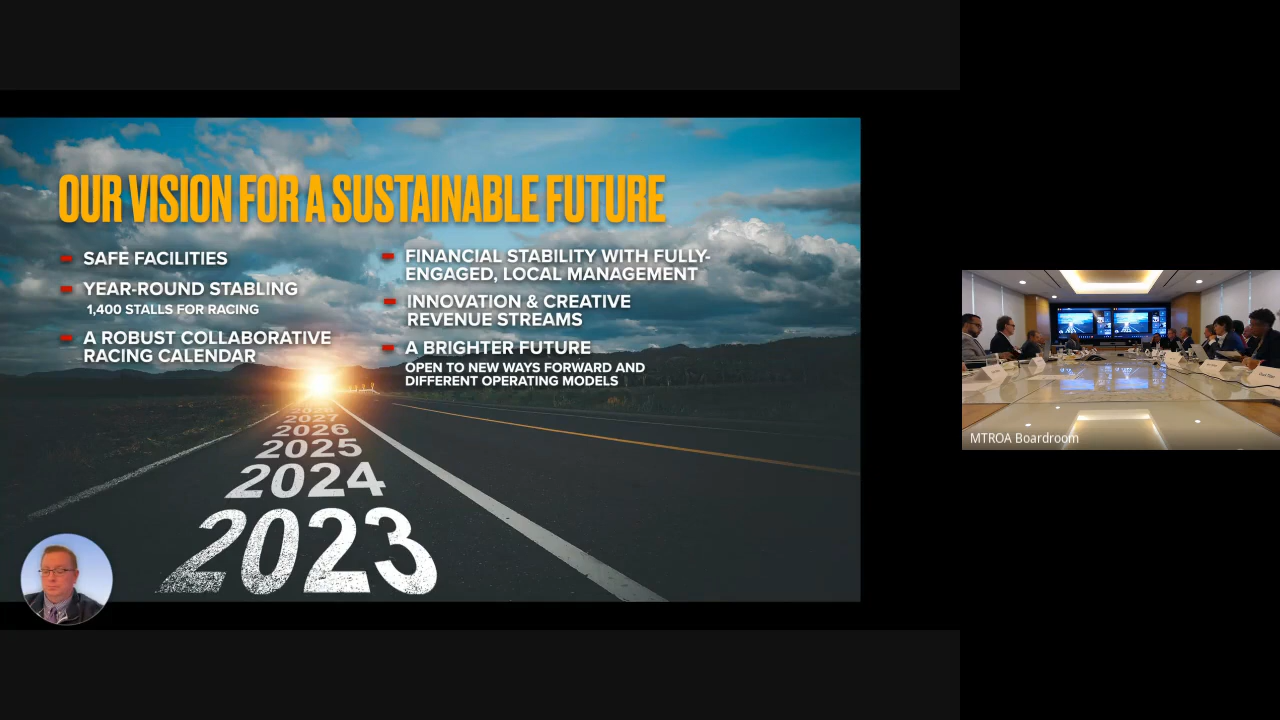 OUR VISION FOR A SUSTAINABLE FUTURE
SAFE FACILITIES
YEAR-ROUND STABLING
1,400 STALLS FOR RACING
A ROBUST COLLABORATIVE
RACING CALENDAR
FINANCIAL STABILITY WITH FULLY-
ENGAGED, LOCAL MANAGEMENT
INNOVATION & CREATIVE
REVENUE STREAMS
A BRIGHTER FUTURE
OPEN TO NEW WAYS FORWARD AND
DIFFERENT OPERATING MODELS
2027
2026
2025
2024
2023
MTROA Boardroom